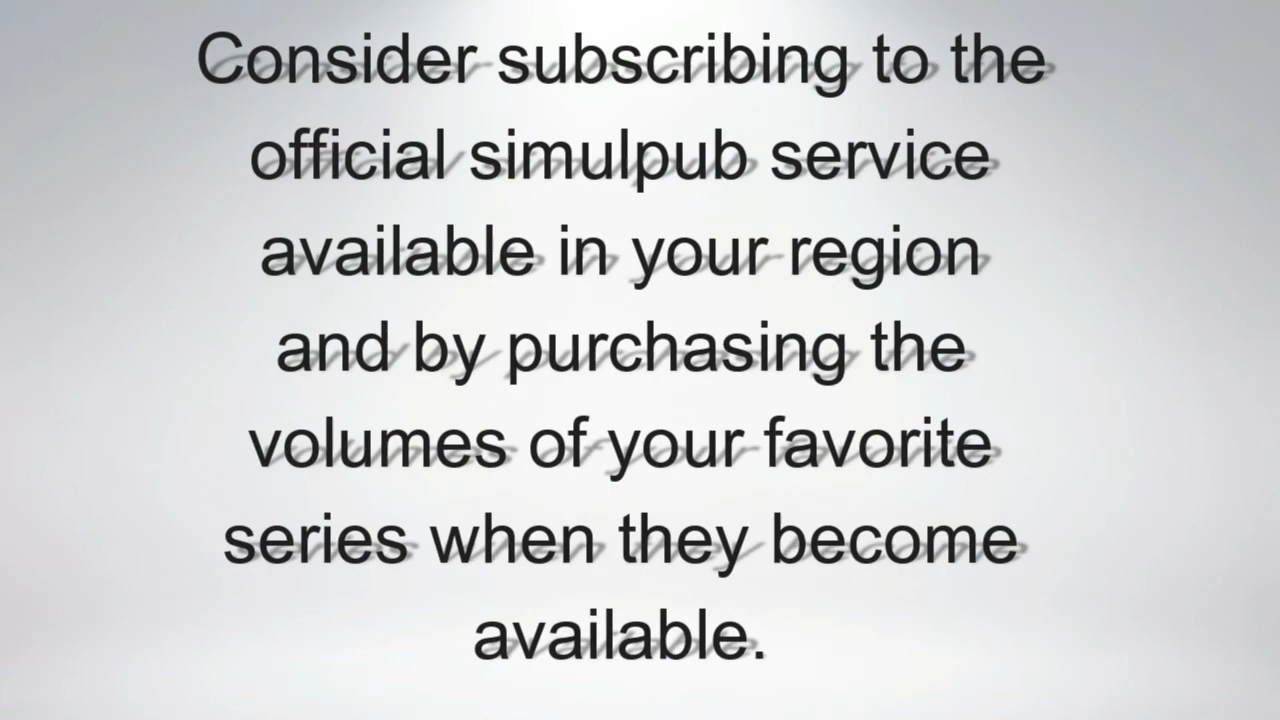 Consider subscribing to the
official simulpub service
available in your region
and by purchasing the
volumes of your favorite
series when they become
available.